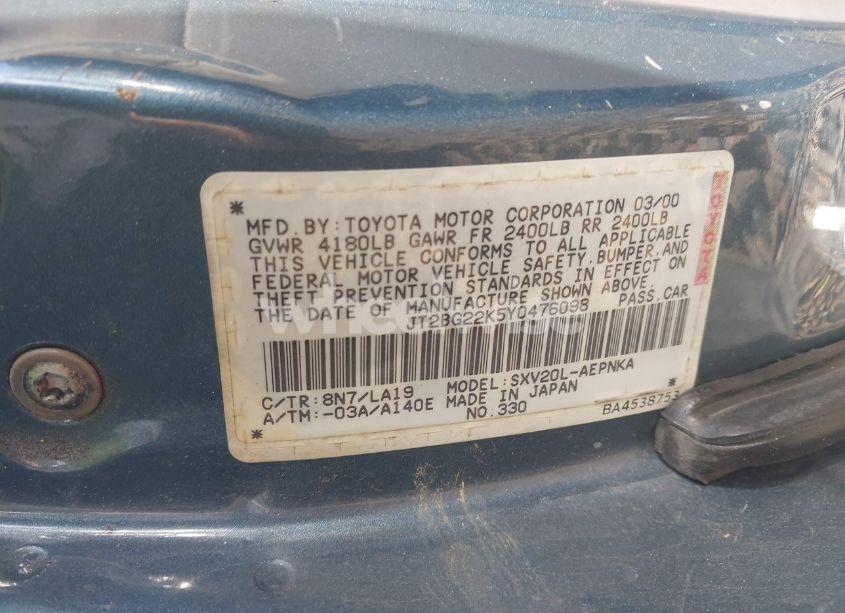 MFD. BY: TOYOTA MOTOR CORPORATION 03/00
GVWR 4180LB GAWR FR 2400LB RR 2400LB
THIS VEHICLE CONFORMS TO ALL APPLICABLE
FEDERAL MOTOR VEHICLE SAFETY, BUMPER, AND
THEFT PREVENTION STANDARDS IN EFFECT ON
THE DATE OF MANUFACTURE SHOWN ABOVE.
JT2BG22K5Y0476098 PASS. CAR
C/TR: 8N7/LA19 MODEL: SXV20L-AEPNKA
A/TM: -03A/A140E MADE IN JAPAN
NO. 330 BA4538753
TOYOTA